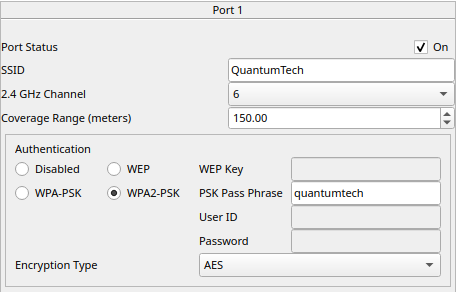 Port 1
Port Status On
SSID QuantumTech
2.4 GHz Channel 6
Coverage Range (meters) 150.00
Authentication
Disabled WEP WEP Key
WPA-PSK WPA2-PSK PSK Pass Phrase quantumtech
User ID
Password
Encryption Type AES